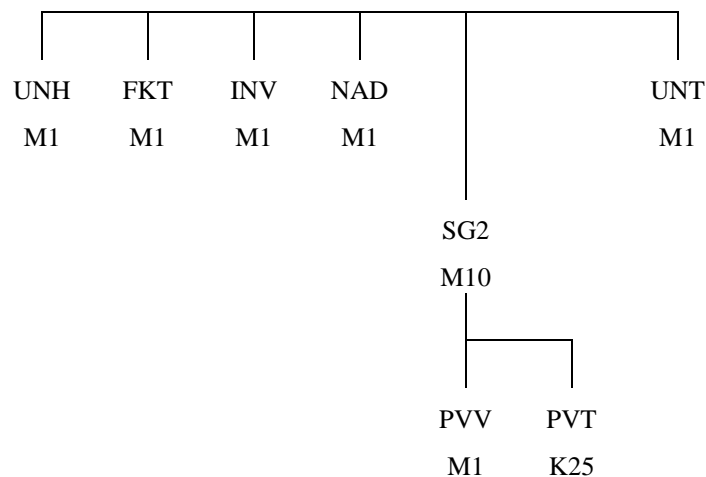 UNH FKT INV NAD UNT
M1 M1 M1 M1 M1
SG2
M10
PVV PVT
M1 K25